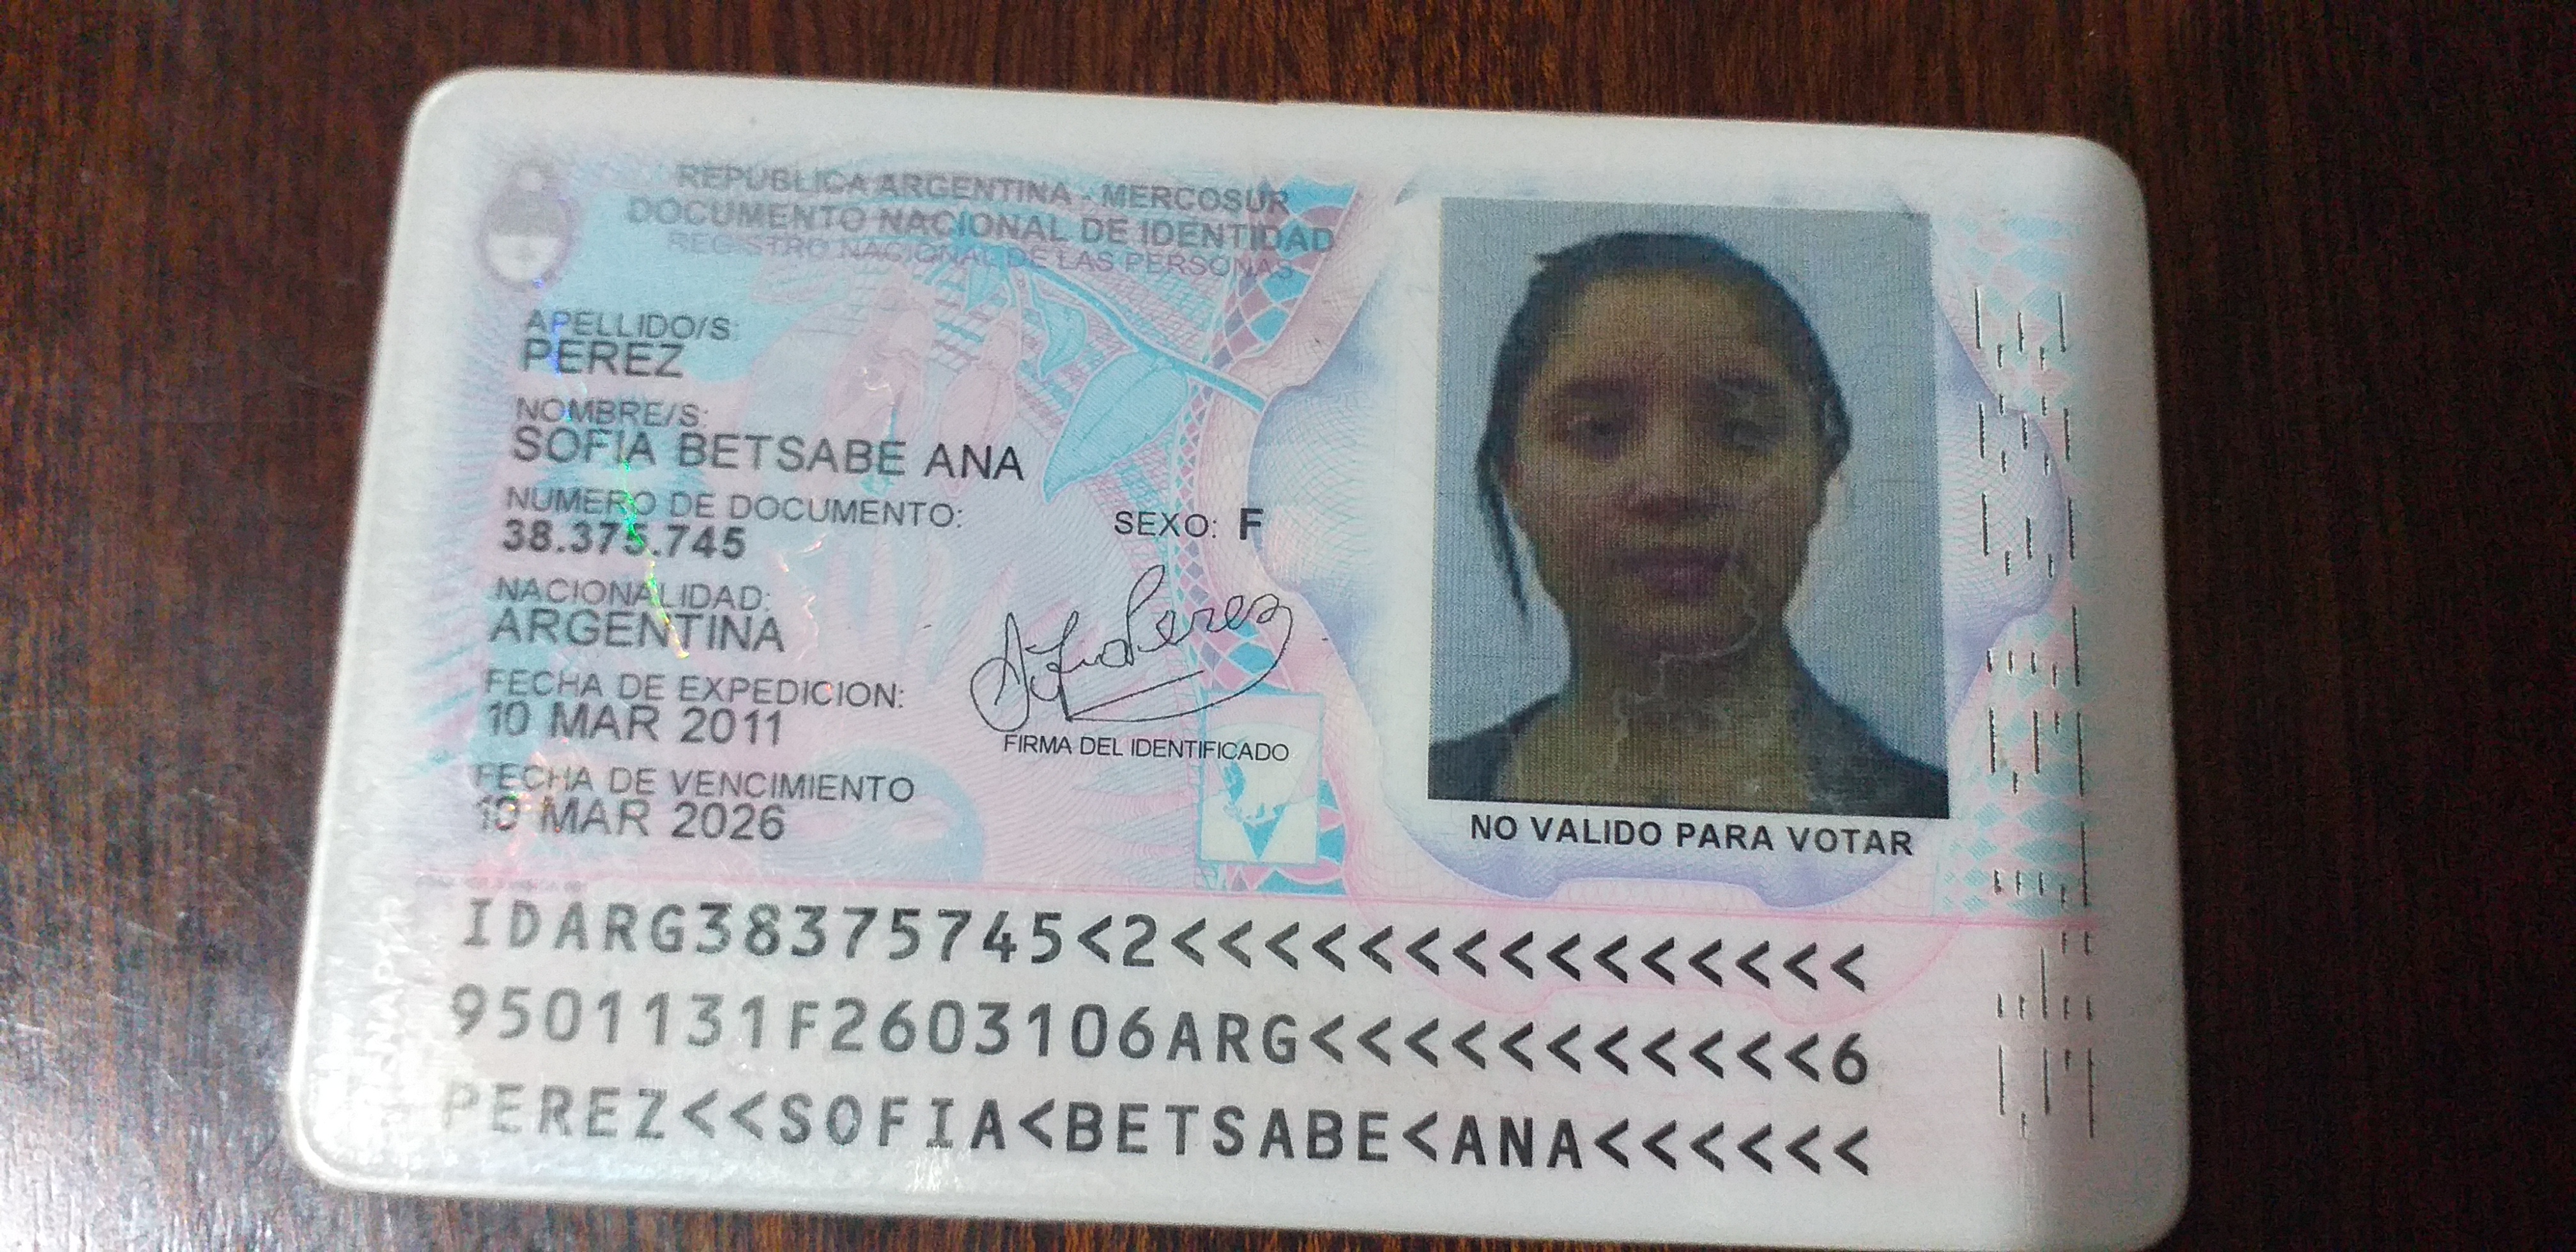 REPUBLICA ARGENTINA - MERCOSUR
DOCUMENTO NACIONAL DE IDENTIDAD
REGISTRO NACIONAL DE LAS PERSONAS
APELLIDO/S:
PEREZ
NOMBRE/S:
SOFIA BETSABE ANA
NUMERO DE DOCUMENTO:
38.375.745
SEXO: F
NACIONALIDAD:
ARGENTINA
FECHA DE EXPEDICION:
10 MAR 2011
FIRMA DEL IDENTIFICADO
FECHA DE VENCIMIENTO
10 MAR 2026
NO VALIDO PARA VOTAR
IDARG38375745<2<<<<<<<<<<<<<<<
9501131F2603106ARG<<<<<<<<<<<6
PEREZ<<SOFIA<BETSABE<ANA<<<<<<